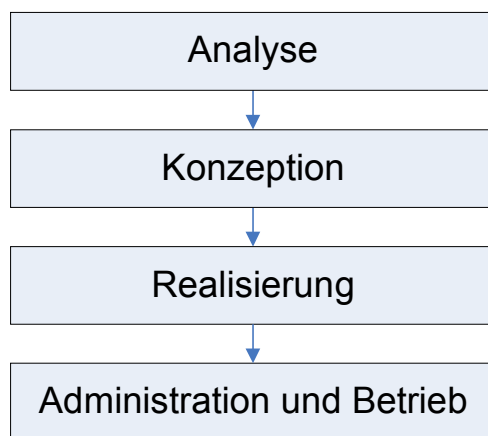 Analyse
Konzeption
Realisierung
Administration und Betrieb